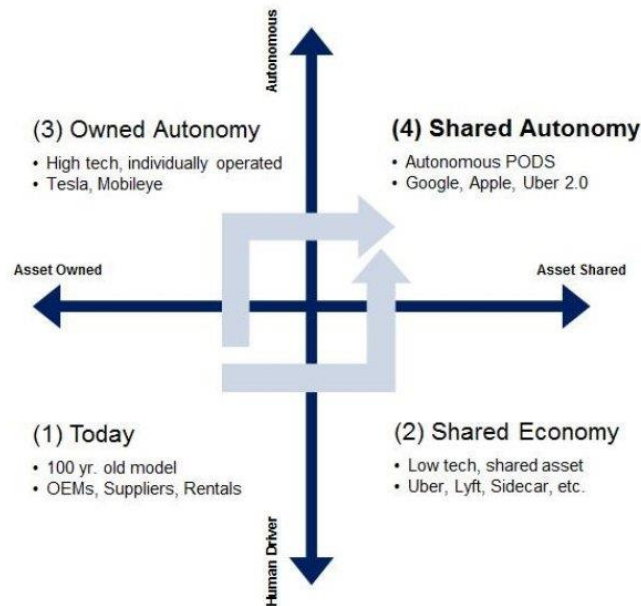 Autonomous
(3) Owned Autonomy
• High tech, individually operated
• Tesla, Mobileye
(4) Shared Autonomy
• Autonomous PODS
• Google, Apple, Uber 2.0
Asset Owned
Asset Shared
(1) Today
• 100 yr. old model
• OEMs, Suppliers, Rentals
(2) Shared Economy
• Low tech, shared asset
• Uber, Lyft, Sidecar, etc.
Human Driver